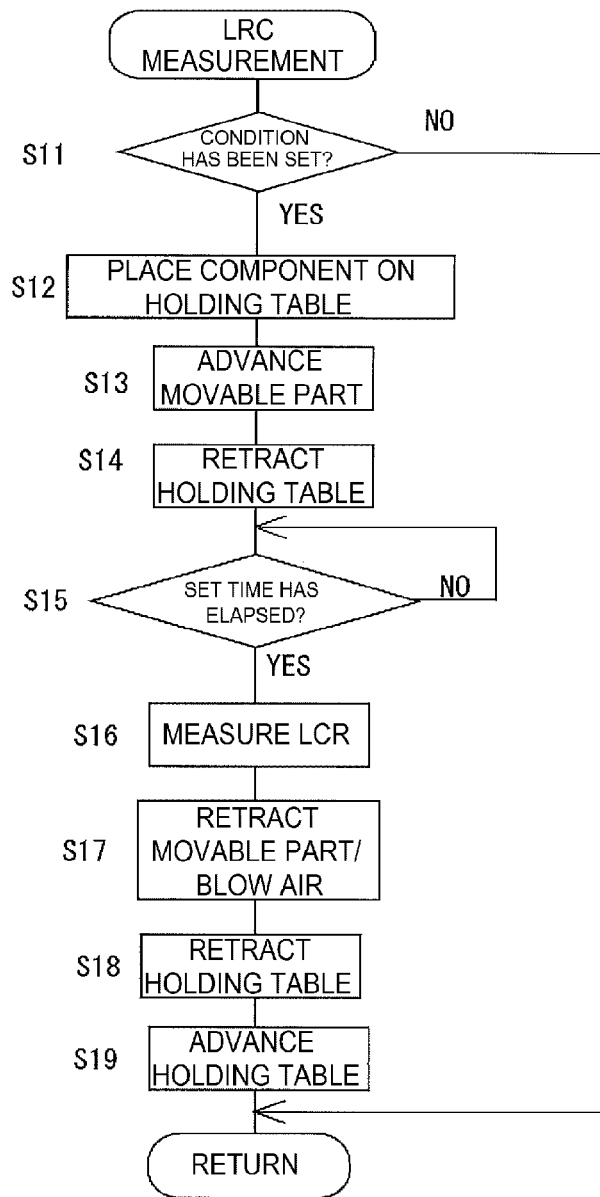 LRC
MEASUREMENT
S11
CONDITION
HAS BEEN SET?
NO
YES
S12
PLACE COMPONENT ON
HOLDING TABLE
S13
ADVANCE
MOVABLE PART
S14
RETRACT
HOLDING TABLE
S15
SET TIME HAS
ELAPSED?
NO
YES
S16
MEASURE LCR
S17
RETRACT
MOVABLE PART/
BLOW AIR
S18
RETRACT
HOLDING TABLE
S19
ADVANCE
HOLDING TABLE
RETURN